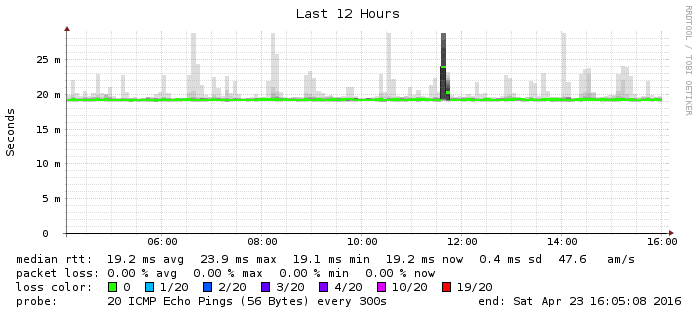 Last 12 Hours
RRDTOOL / TOBI OETIKER
Seconds
25 m
20 m
15 m
10 m
5 m
0
06:00 08:00 10:00 12:00 14:00 16:00
median rtt: 19.2 ms avg 23.9 ms max 19.1 ms min 19.2 ms now 0.4 ms sd 47.6 am/s
packet loss: 0.00 % avg 0.00 % max 0.00 % min 0.00 % now
loss color: 0 1/20 2/20 3/20 4/20 10/20 19/20
probe: 20 ICMP Echo Pings (56 Bytes) every 300s end: Sat Apr 23 16:05:08 2016